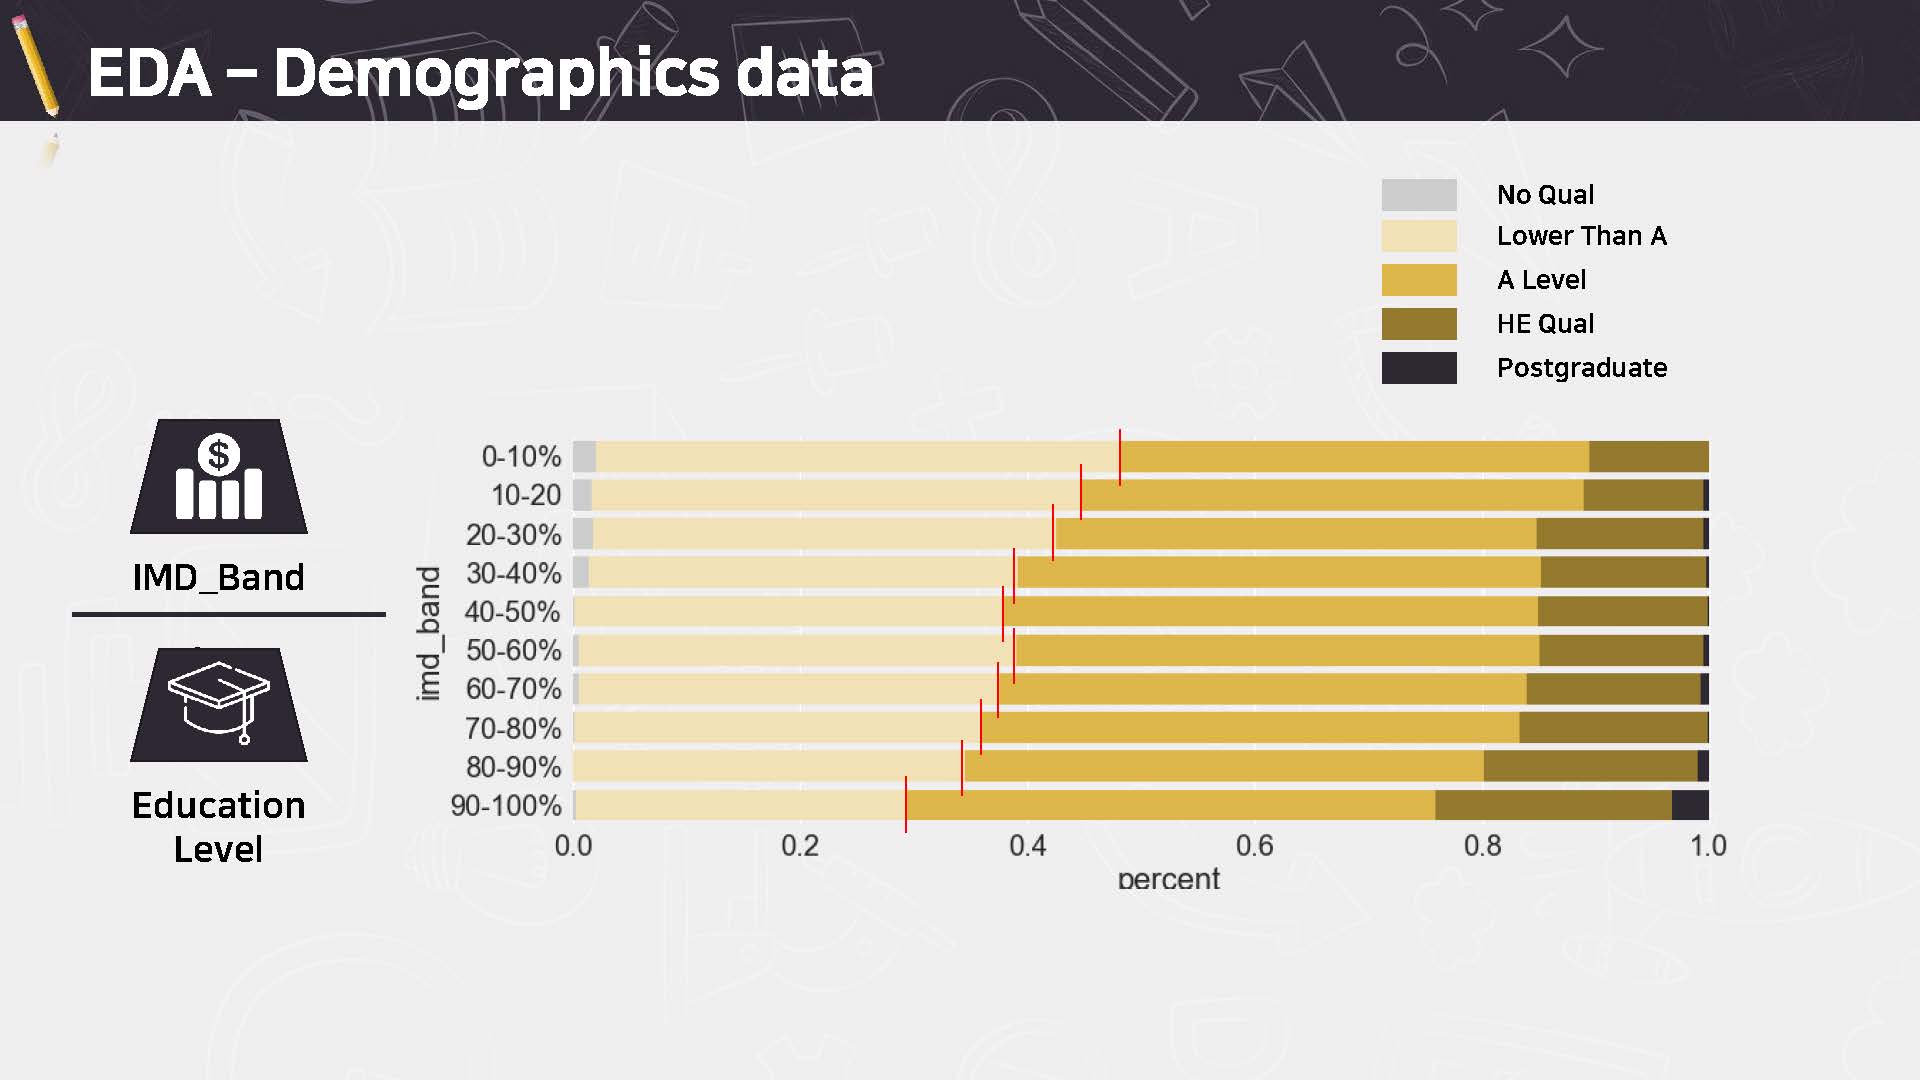 EDA – Demographics data
No Qual
Lower Than A
A Level
HE Qual
Postgraduate
$
IMD_Band
Education
Level
imd_band
0-10%
10-20
20-30%
30-40%
40-50%
50-60%
60-70%
70-80%
80-90%
90-100%
0.0 0.2 0.4 0.6 0.8 1.0
percent